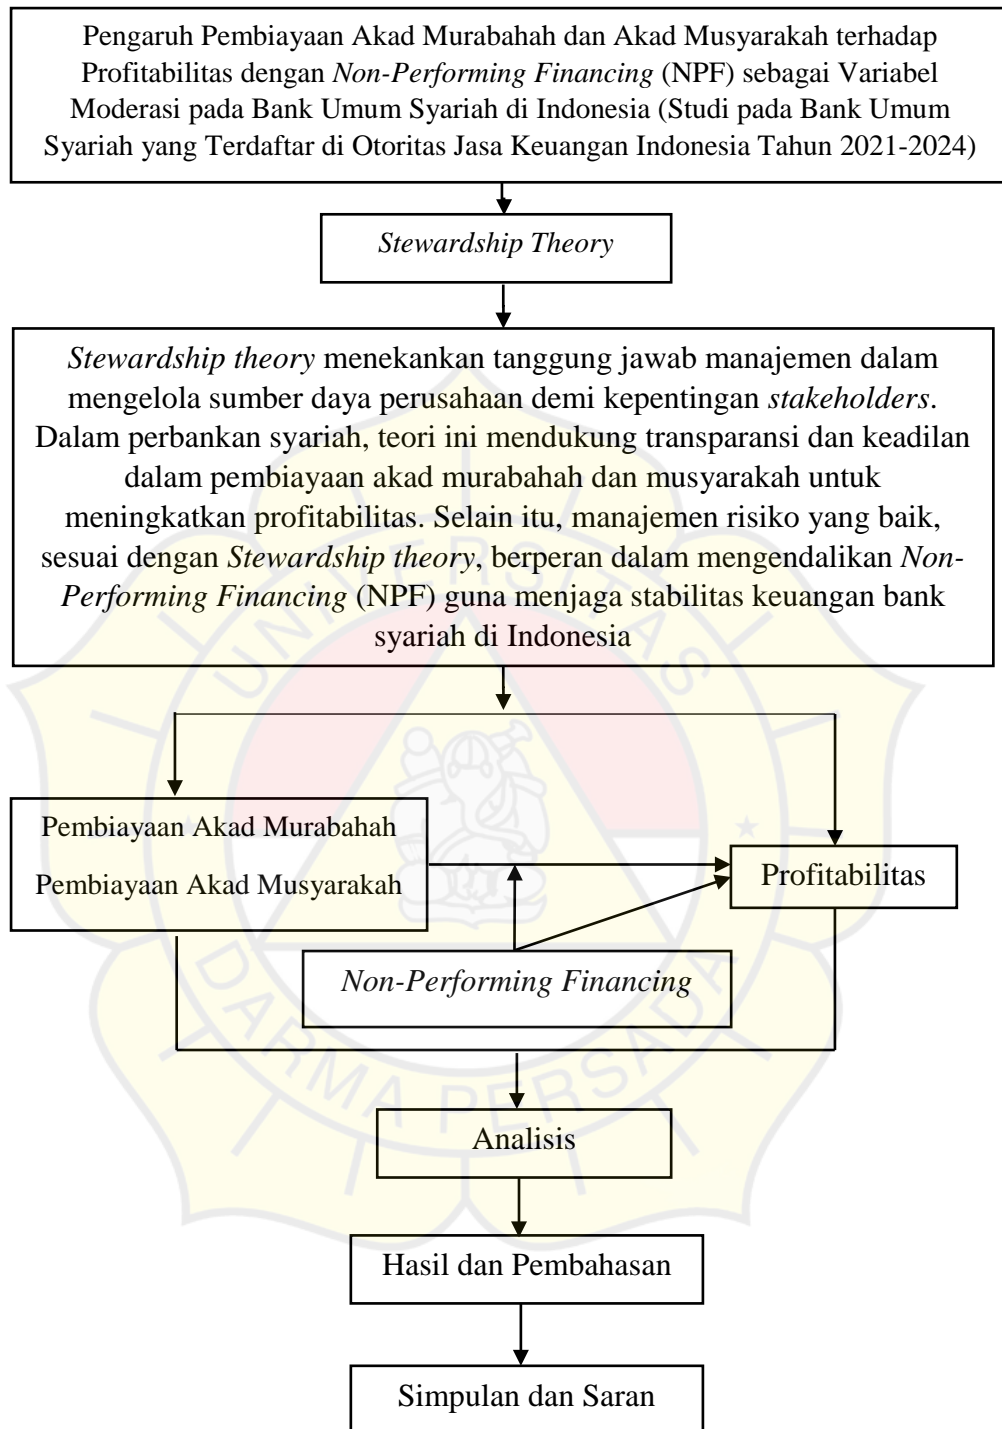 Pengaruh Pembiayaan Akad Murabahah dan Akad Musyarakah terhadap
Profitabilitas dengan Non-Performing Financing (NPF) sebagai Variabel
Moderasi pada Bank Umum Syariah di Indonesia (Studi pada Bank Umum
Syariah yang Terdaftar di Otoritas Jasa Keuangan Indonesia Tahun 2021-2024)
Stewardship Theory
Stewardship theory menekankan tanggung jawab manajemen dalam
mengelola sumber daya perusahaan demi kepentingan stakeholders.
Dalam perbankan syariah, teori ini mendukung transparansi dan keadilan
dalam pembiayaan akad murabahah dan musyarakah untuk
meningkatkan profitabilitas. Selain itu, manajemen risiko yang baik,
sesuai dengan Stewardship theory, berperan dalam mengendalikan Non-
Performing Financing (NPF) guna menjaga stabilitas keuangan bank
syariah di Indonesia
UNIVERSITAS
Pembiayaan Akad Murabahah
Pembiayaan Akad Musyarakah
Profitabilitas
Non-Performing Financing
DARMA PERSADA
Analisis
Hasil dan Pembahasan
Simpulan dan Saran